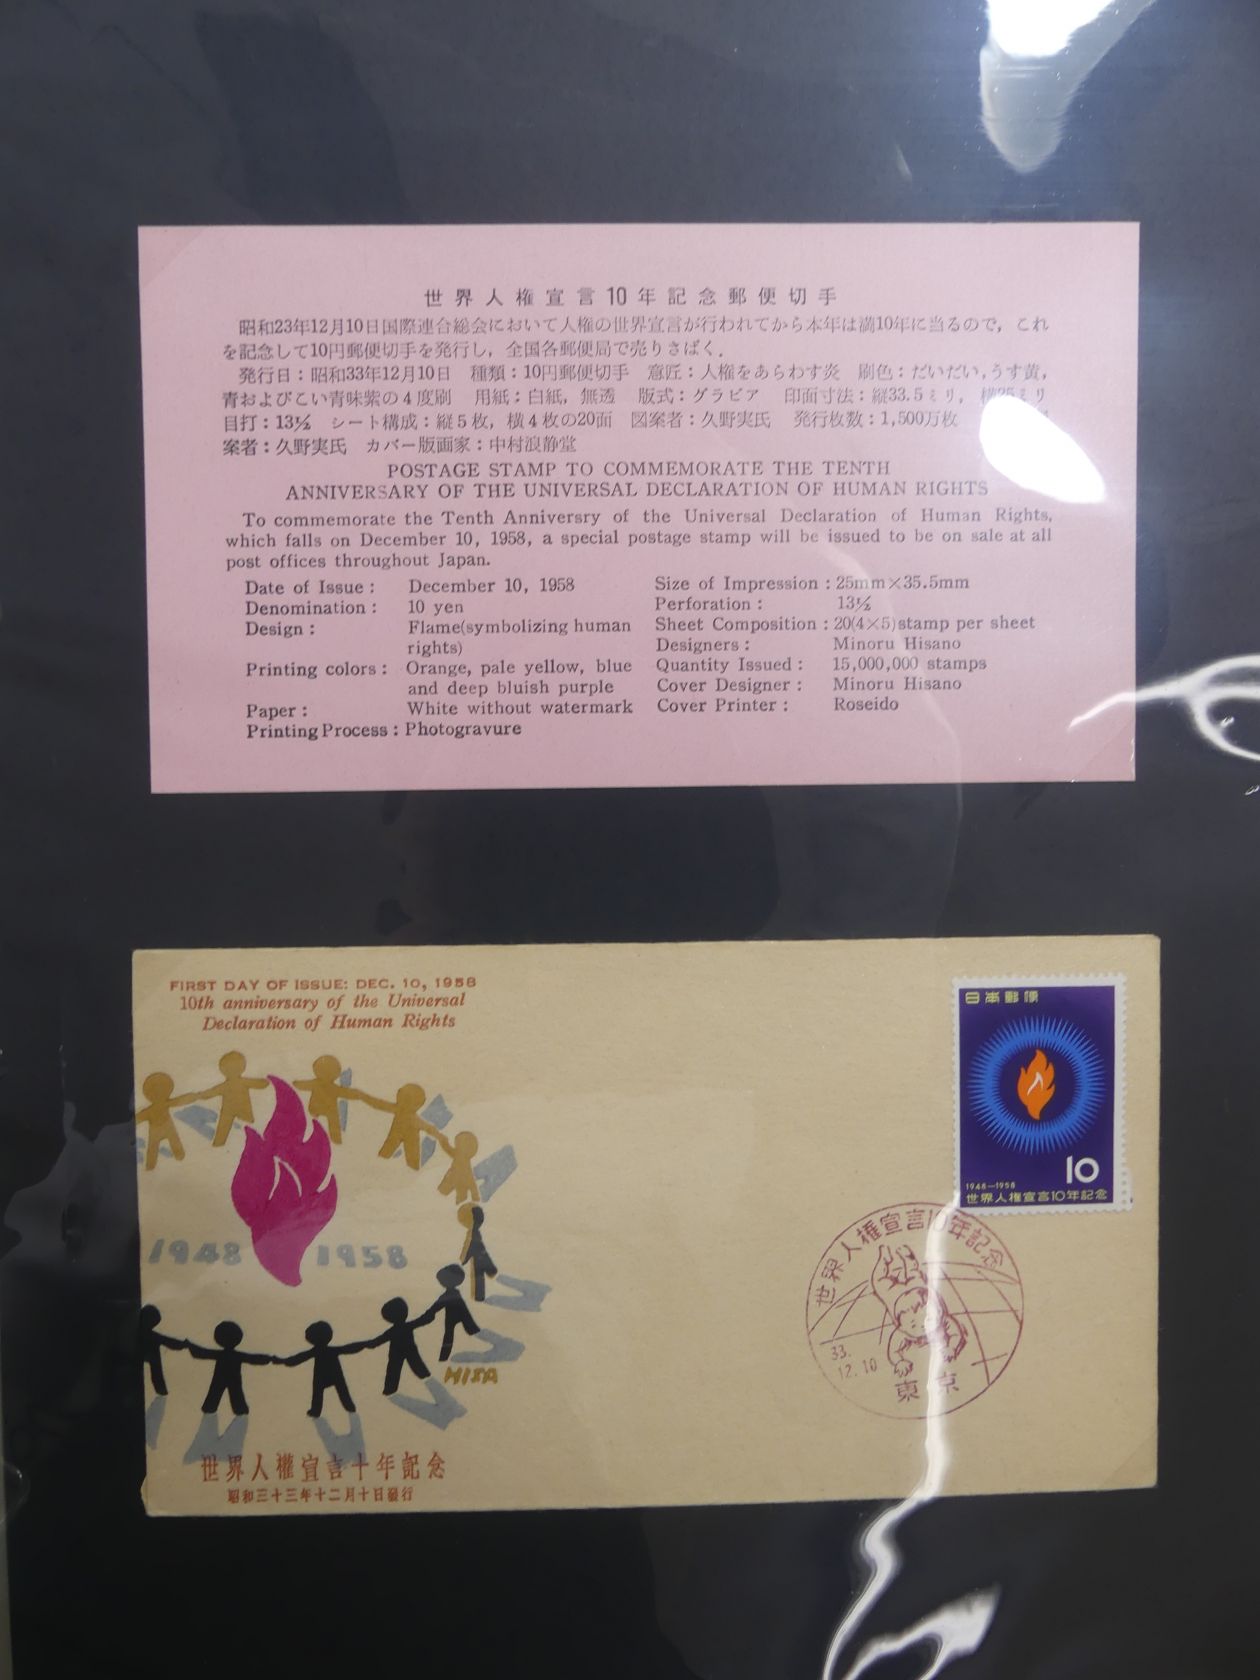 世界人権宣言10年記念郵便切手
昭和23年12月10日国際連合総会において人権の世界宣言が行われてから本年は満10年に当るので，これ
を記念して10円郵便切手を発行し，全国各郵便局で売りさばく．
発行日：昭和33年12月10日　種類：10円郵便切手　意匠：人権をあらわす炎　刷色：だいだい，うす黄，
青およびこい青味紫の4度刷　用紙：白紙，無透　版式：グラビア　印面寸法：縦33.5ミリ，横25ミリ
目打：13½　シート構成：縦5枚，横4枚の20面　図案者：久野実氏　発行枚数：1,500万枚
案者：久野実氏　カバー版画家：中村浪静堂
POSTAGE STAMP TO COMMEMORATE THE TENTH
ANNIVERSARY OF THE UNIVERSAL DECLARATION OF HUMAN RIGHTS
To commemorate the Tenth Anniversry of the Universal Declaration of Human Rights,
which falls on December 10, 1958, a special postage stamp will be issued to be on sale at all
post offices throughout Japan.
Date of Issue : December 10, 1958
Denomination : 10 yen
Design : Flame(symbolizing human
rights)
Printing colors : Orange, pale yellow, blue
and deep bluish purple
Paper : White without watermark
Printing Process : Photogravure
Size of Impression : 25mm×35.5mm
Perforation : 13½
Sheet Composition : 20(4×5)stamp per sheet
Designers : Minoru Hisano
Quantity Issued : 15,000,000 stamps
Cover Designer : Minoru Hisano
Cover Printer : Roseido
FIRST DAY OF ISSUE: DEC. 10, 1958
10th anniversary of the Universal
Declaration of Human Rights
1948 1958
HISA
世界人權宣言十年記念
昭和三十三年十二月十日發行
日本郵便
10
1948—1958
世界人権宣言10年記念
世界人権宣言10年記念
33.
12.10
東京